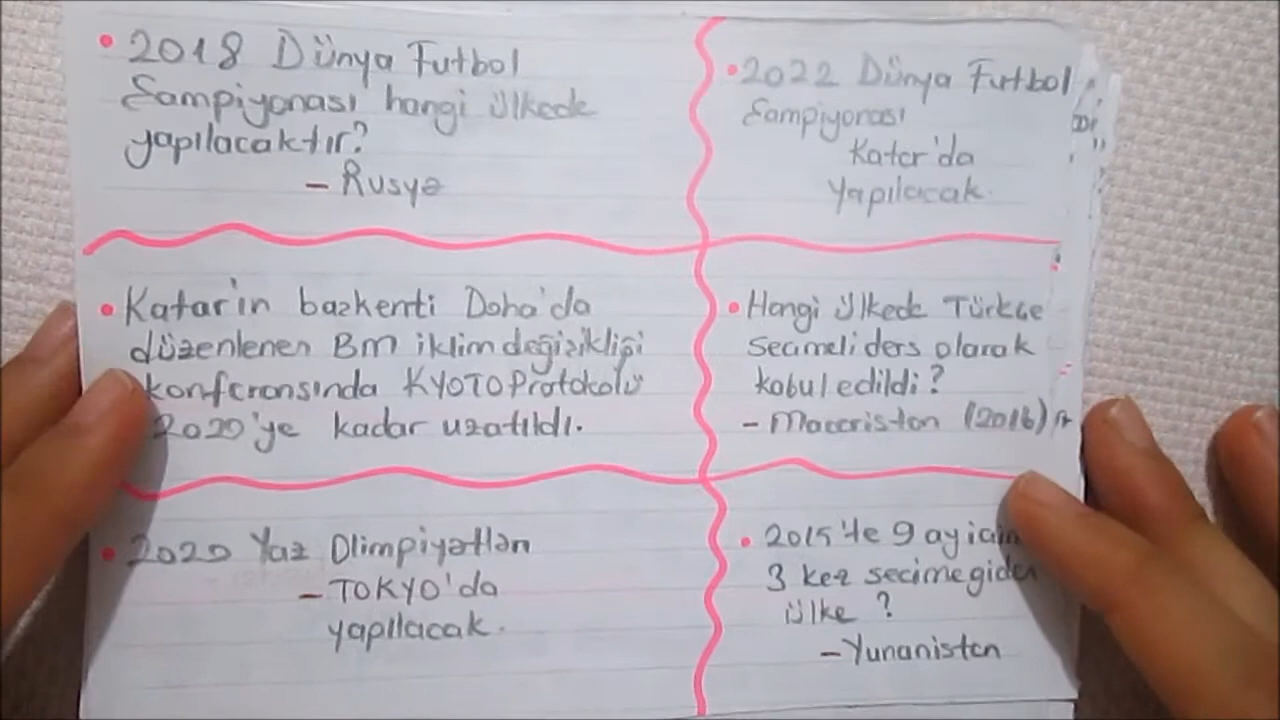 • 2018 Dünya Futbol
Şampiyonası hangi ülkede
yapılacaktır?
- Rusya
• 2022 Dünya Futbol
Şampiyonası
Katar'da
Yapılacak.
• Katar'ın başkenti Doha'da
düzenlenen BM iklim değişikliği
konferansında KYOTO Protokolü
2020'ye kadar uzatıldı.
• Hangi ülkede Türkçe
seçmeli ders olarak
kabul edildi?
- Macaristan (2016)
• 2020 Yaz Olimpiyatları
- TOKYO'da
yapılacak.
• 2015'te 9 ay için
3 kez seçime giden
ülke?
- Yunanistan